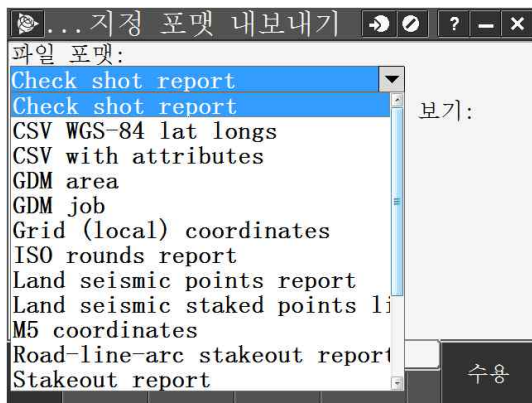 ...지정 포맷 내보내기
파일 포맷:
Check shot report
Check shot report
보기:
CSV WGS-84 lat longs
CSV with attributes
GDM area
GDM job
Grid (local) coordinates
ISO rounds report
Land seismic points report
Land seismic staked points li
M5 coordinates
Road-line-arc stakeout report
Stakeout report
수용